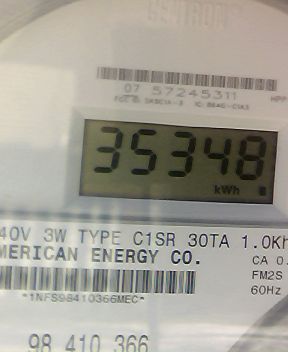 CENTRON
07 57245311
35348
kWh
40V 3W TYPE C1SR 30TA 1.0Kh
MERICAN ENERGY CO.
CA 0.
FM2S
*1NFS98410366MEC*
60Hz
98 410 366